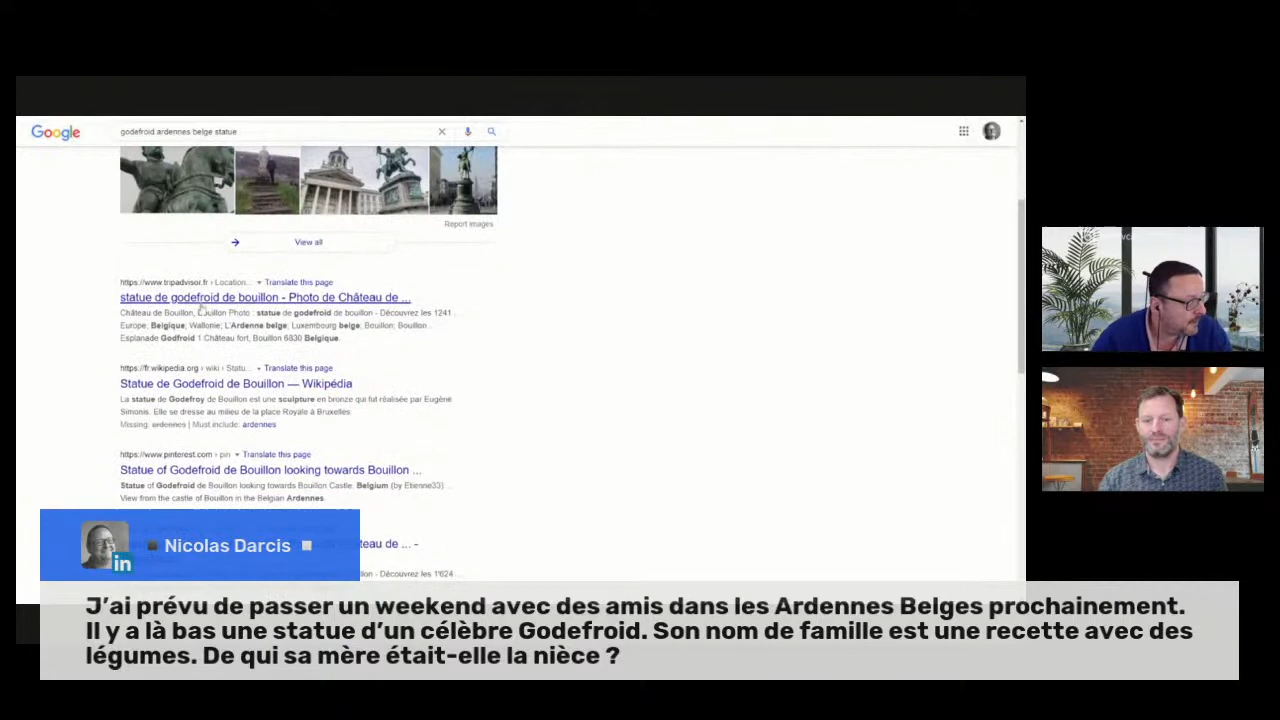 Google
godefroid ardennes belge statue
Report images
View all
https://www.tripadvisor.fr › Location... Translate this page
statue de godefroid de bouillon - Photo de Château de ...
Château de Bouillon, Bouillon Photo : statue de godefroid de bouillon - Découvrez les 1241
Europe; Belgique; Wallonie; L'Ardenne belge; Luxembourg belge; Bouillon; Bouillon
Esplanade Godfroid 1 Château fort, Bouillon 6830 Belgique.
https://fr.wikipedia.org › wiki › Statu... Translate this page
Statue de Godefroid de Bouillon — Wikipédia
La statue de Godefroy de Bouillon est une sculpture en bronze qui fut réalisée par Eugène
Simonis. Elle se dresse au milieu de la place Royale à Bruxelles.
Missing: ardennes | Must include: ardennes
https://www.pinterest.com › pin Translate this page
Statue of Godefroid de Bouillon looking towards Bouillon ...
Statue of Godefroid de Bouillon looking towards Bouillon Castle; Belgium (by Etienne33)
View from the castle of Bouillon in the Belgian Ardennes.
teau de ... -
de Bouillon - Découvrez les 1'624
in
Nicolas Darcis
J'ai prévu de passer un weekend avec des amis dans les Ardennes Belges prochainement.
Il y a là bas une statue d'un célèbre Godefroid. Son nom de famille est une recette avec des
légumes. De qui sa mère était-elle la nièce ?